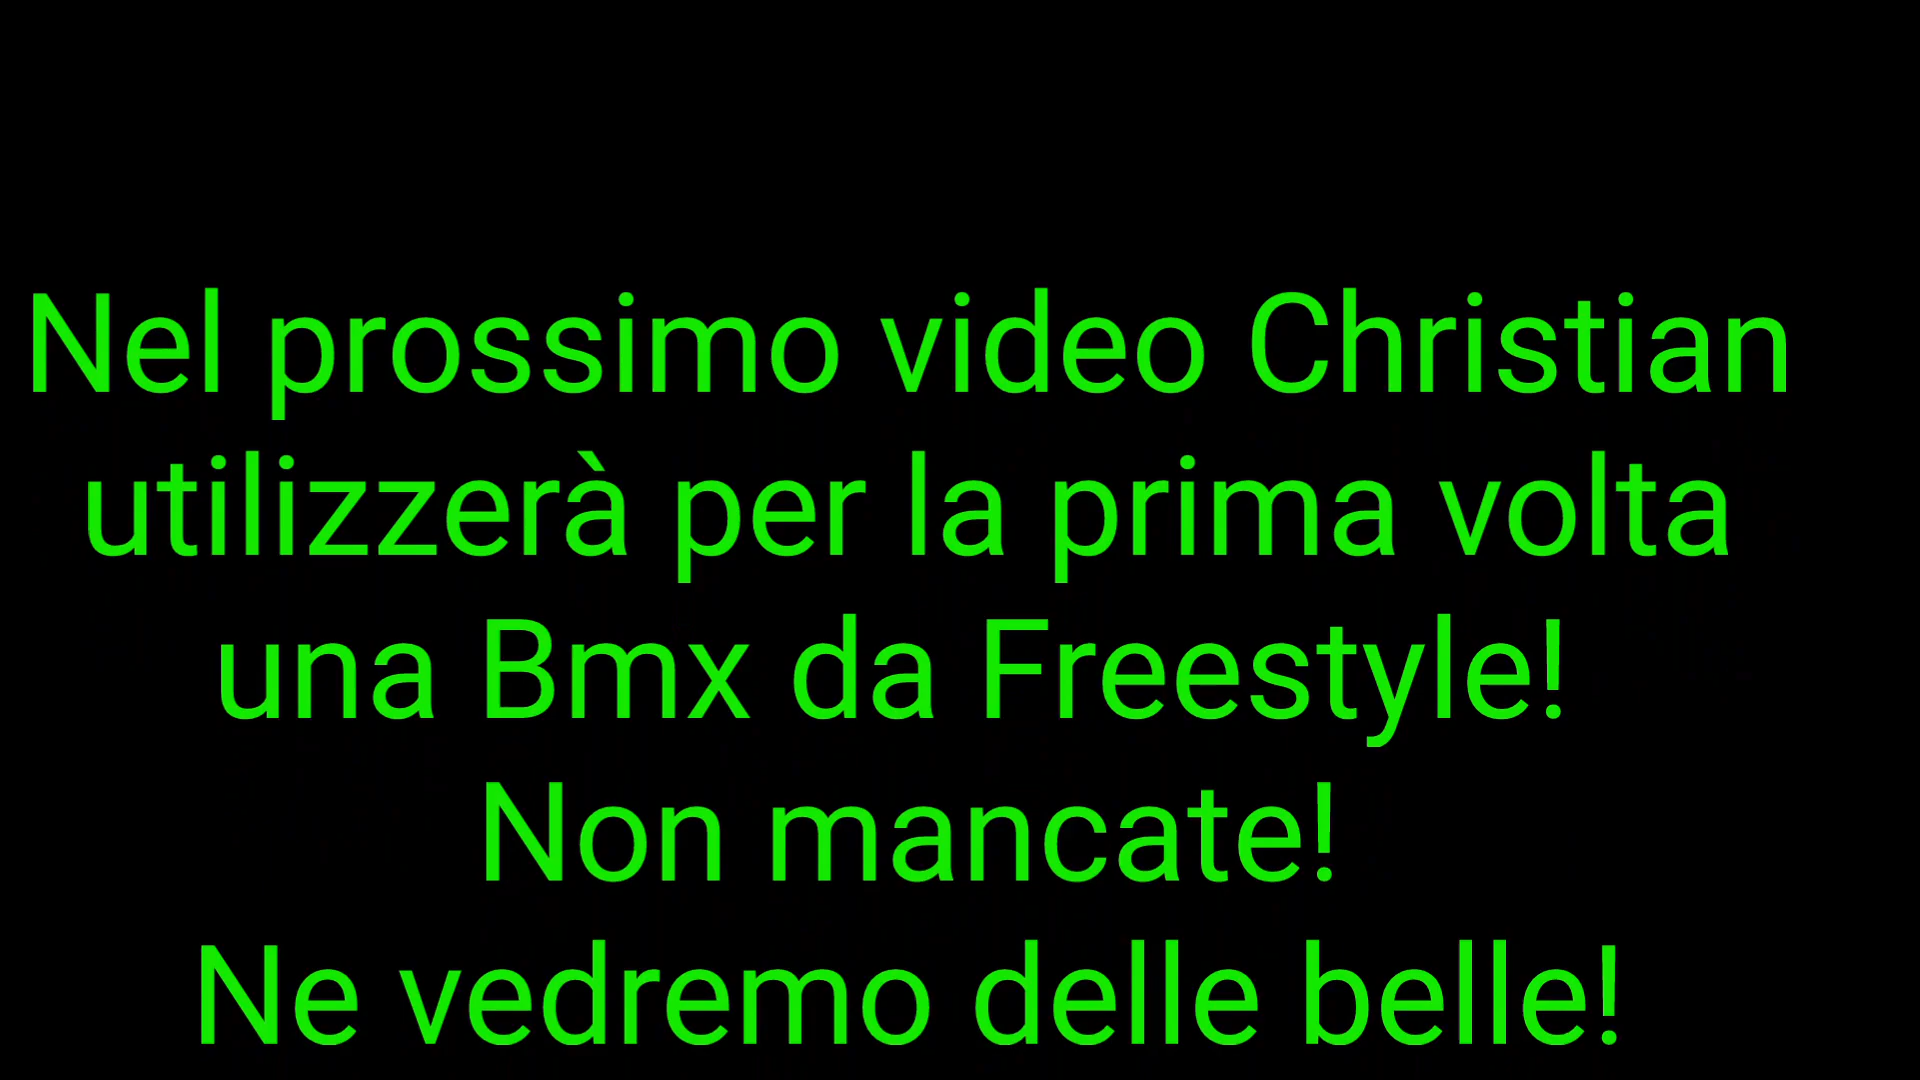 Nel prossimo video Christian
utilizzerà per la prima volta
una Bmx da Freestyle!
Non mancate!
Ne vedremo delle belle!